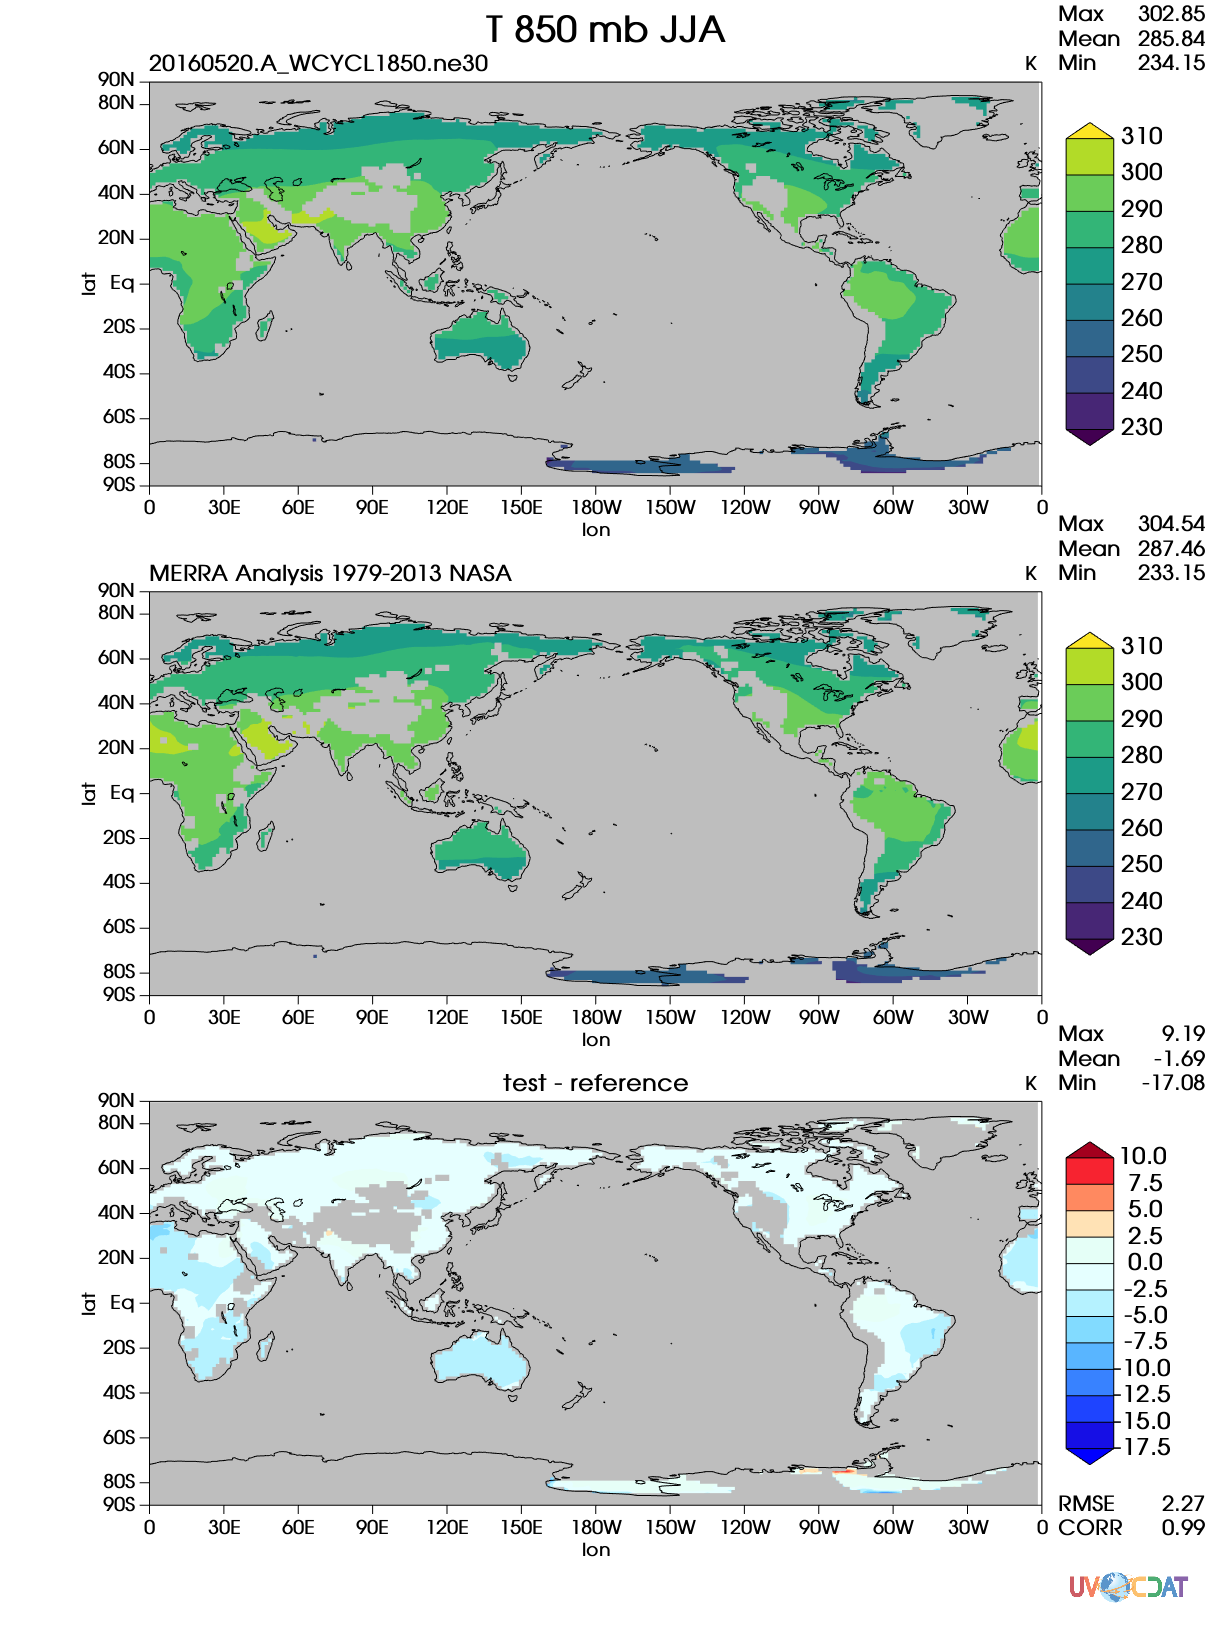 T 850 mb JJA
20160520.A_WCYCL1850.ne30 K
Max 302.85
Mean 285.84
Min 234.15
90N
80N
60N
40N
20N
Eq
20S
40S
60S
80S
90S
lat
0 30E 60E 90E 120E 150E 180W 150W 120W 90W 60W 30W 0
lon
310
300
290
280
270
260
250
240
230
MERRA Analysis 1979-2013 NASA K
Max 304.54
Mean 287.46
Min 233.15
90N
80N
60N
40N
20N
Eq
20S
40S
60S
80S
90S
lat
0 30E 60E 90E 120E 150E 180W 150W 120W 90W 60W 30W 0
lon
310
300
290
280
270
260
250
240
230
test - reference K
Max 9.19
Mean -1.69
Min -17.08
90N
80N
60N
40N
20N
Eq
20S
40S
60S
80S
90S
lat
0 30E 60E 90E 120E 150E 180W 150W 120W 90W 60W 30W 0
lon
10.0
7.5
5.0
2.5
0.0
-2.5
-5.0
-7.5
-10.0
-12.5
-15.0
-17.5
RMSE 2.27
CORR 0.99
UV CDAT